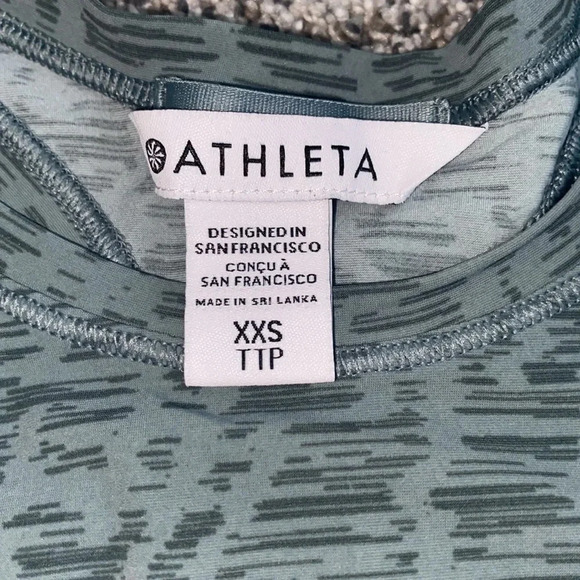 ATHLETA
DESIGNED IN
SAN FRANCISCO
CONÇU À
SAN FRANCISCO
MADE IN SRI LANKA
XXS
TTP